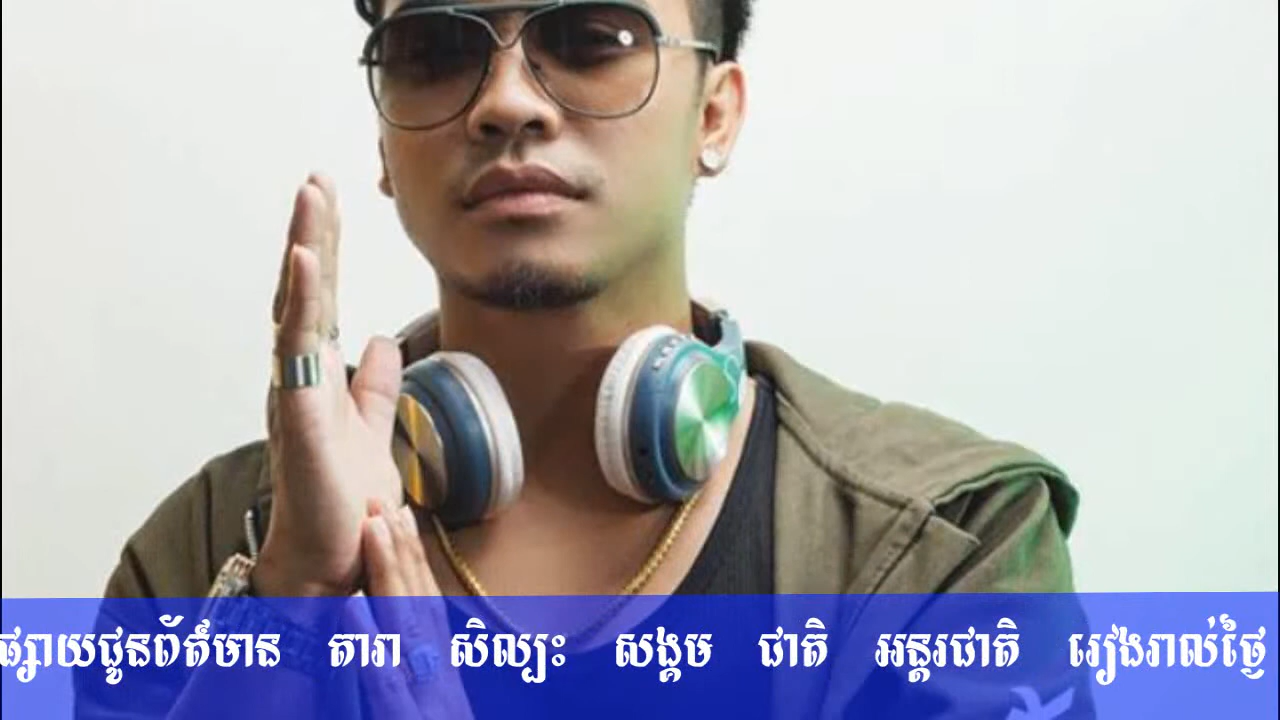 ផ្សាយជូនព័ត៌មាន តារា សិល្បះ សង្គម ជាតិ អន្តរជាតិ រៀងរាល់ថ្ងៃ